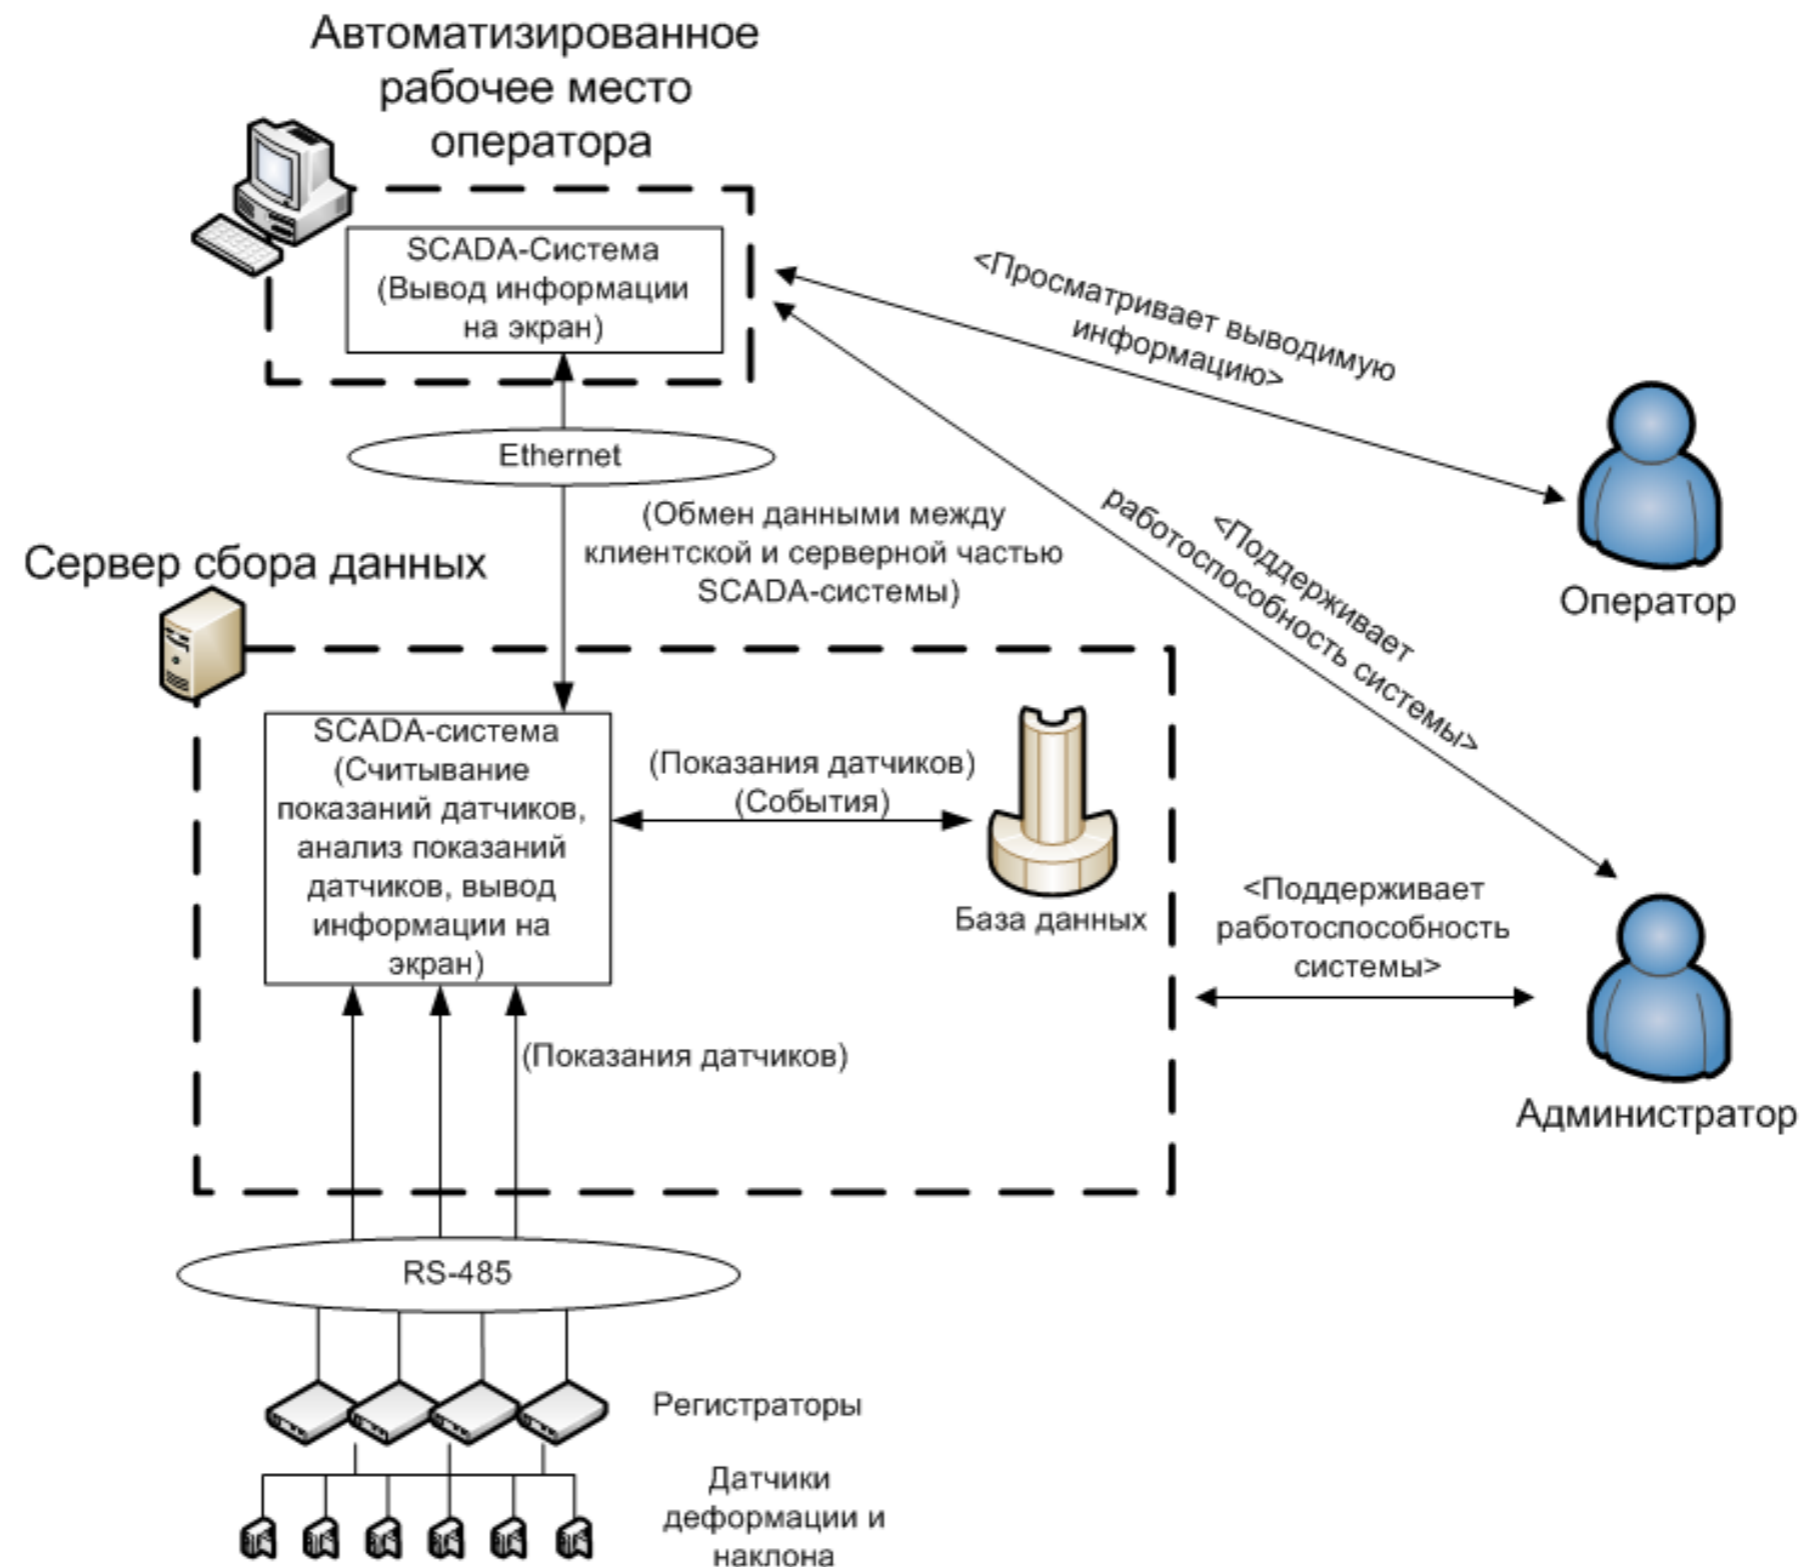 Автоматизированное
рабочее место
оператора
SCADA-Система
(Вывод информации
на экран)
<Просматривает выводимую
информацию>
Ethernet
(Обмен данными между
клиентской и серверной частью
SCADA-системы)
<Поддерживает
работоспособность системы>
Оператор
Сервер сбора данных
SCADA-система
(Считывание
показаний датчиков,
анализ показаний
датчиков, вывод
информации на
экран)
(Показания датчиков)
(События)
База данных
<Поддерживает
работоспособность
системы>
Администратор
(Показания датчиков)
RS-485
Регистраторы
Датчики
деформации и
наклона